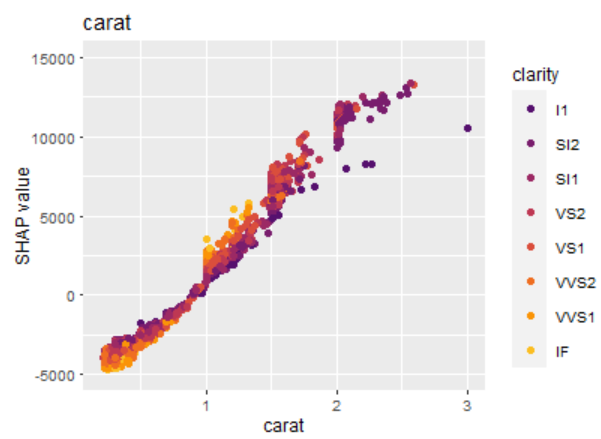 carat
15000
10000
5000
0
-5000
SHAP value
1
2
3
carat
clarity
I1
SI2
SI1
VS2
VS1
VVS2
VVS1
IF